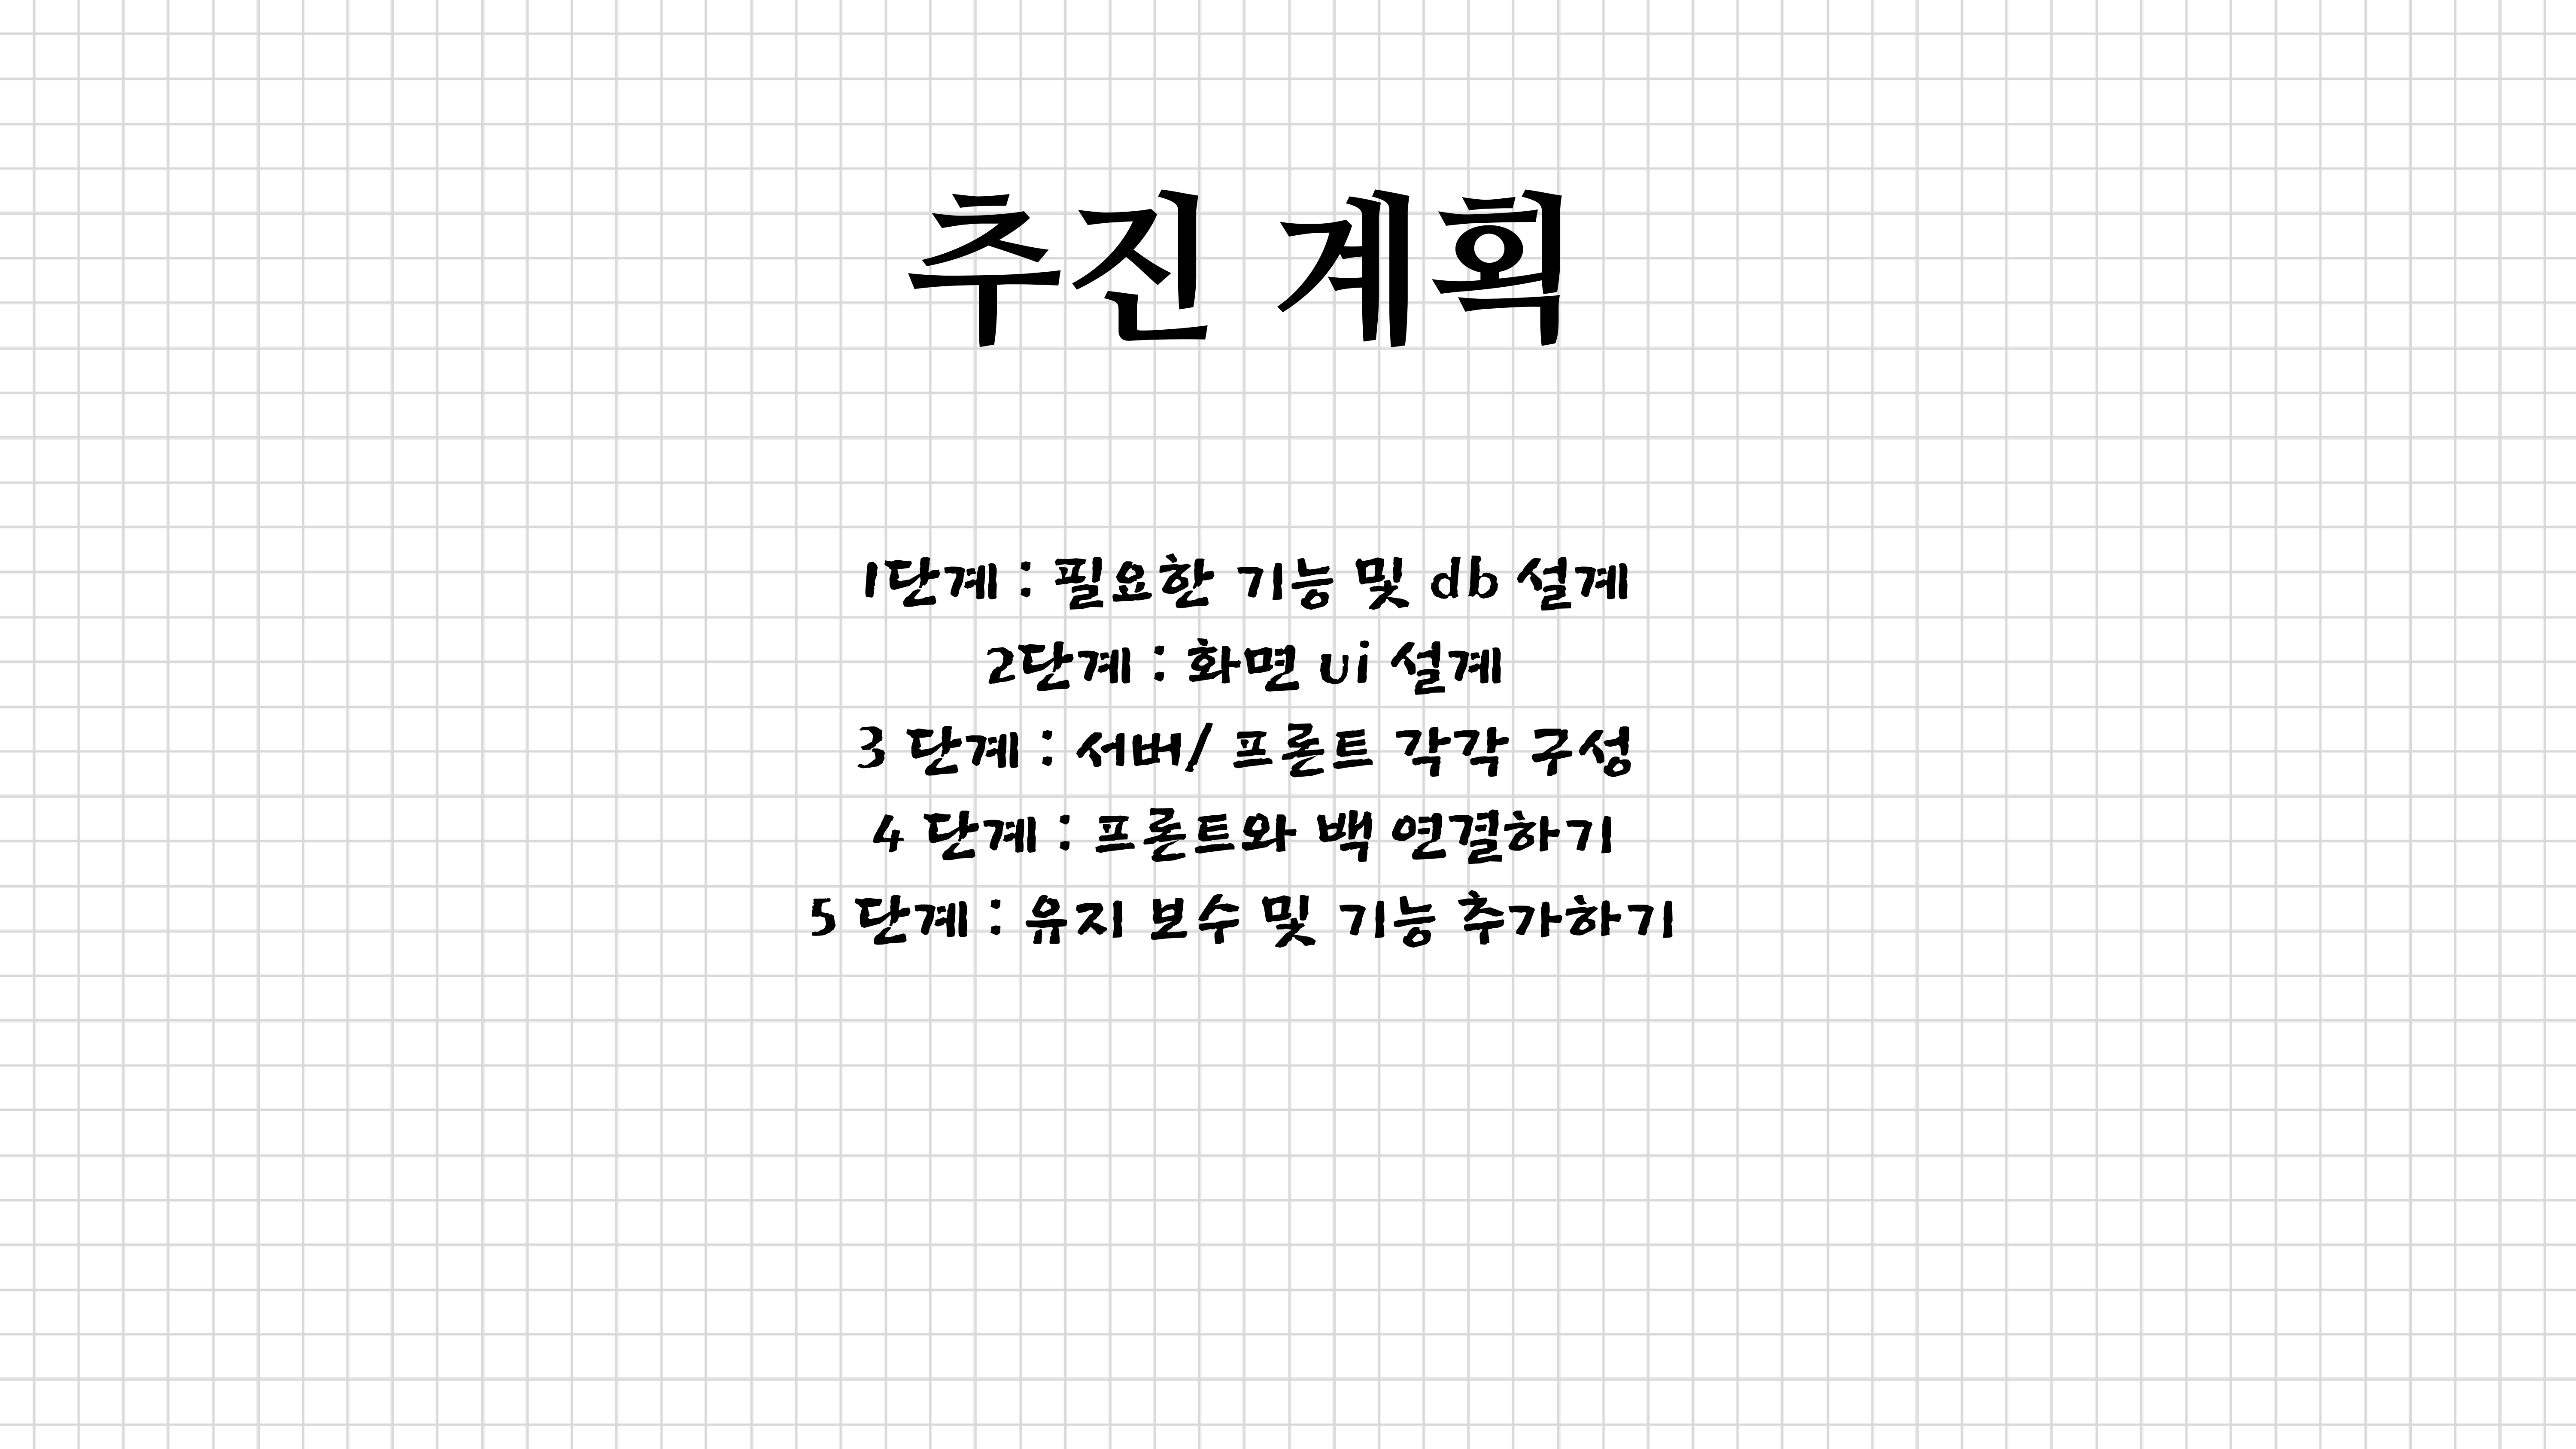 추진 계획
1단계 : 필요한 기능 및 db 설계
2단계 : 화면 ui 설계
3 단계 : 서버/ 프론트 각각 구성
4 단계 : 프론트와 백 연결하기
5 단계 : 유지 보수 및 기능 추가하기